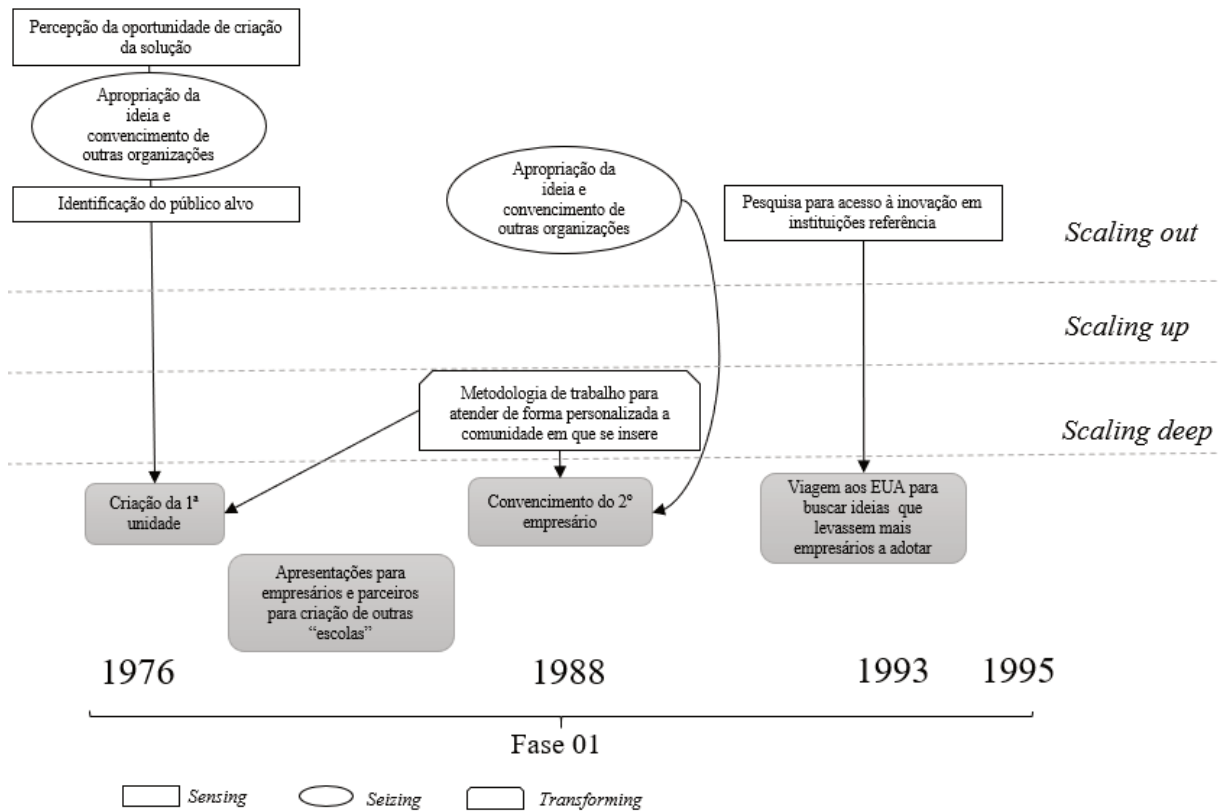 Percepção da oportunidade de criação
da solução
Apropriação da
ideia e
convencimento de
outras organizações
Identificação do público alvo
Apropriação da
ideia e
convencimento de
outras organizações
Pesquisa para acesso à inovação em
instituições referência
Scaling out
Scaling up
Metodologia de trabalho para
atender de forma personalizada a
comunidade em que se insere
Scaling deep
Criação da 1ª
unidade
Convencimento do 2º
empresário
Viagem aos EUA para
buscar ideias que
levassem mais
empresários a adotar
Apresentações para
empresários e parceiros
para criação de outras
“escolas”
1976
1988
1993
1995
Fase 01
Sensing
Seizing
Transforming